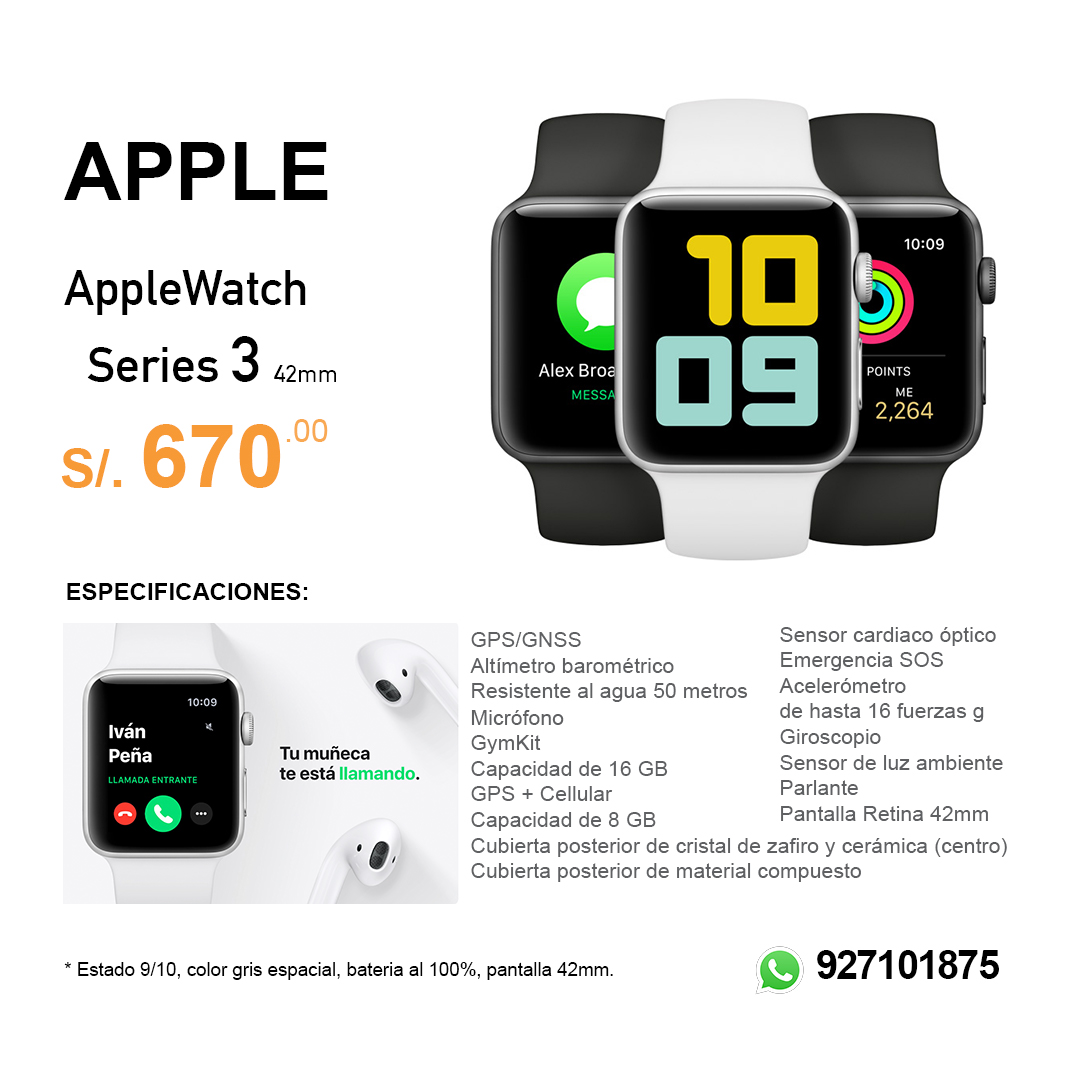 APPLE
AppleWatch
Series 3 42mm
S/. 670.00
10:09
Alex Broa
MESSA
10
09
POINTS
ME
2,264
ESPECIFICACIONES:
10:09
Iván
Peña
LLAMADA ENTRANTE
Tu muñeca
te está llamando.
GPS/GNSS
Altímetro barométrico
Resistente al agua 50 metros
Micrófono
GymKit
Capacidad de 16 GB
GPS + Cellular
Capacidad de 8 GB
Cubierta posterior de cristal de zafiro y cerámica (centro)
Cubierta posterior de material compuesto
Sensor cardiaco óptico
Emergencia SOS
Acelerómetro
de hasta 16 fuerzas g
Giroscopio
Sensor de luz ambiente
Parlante
Pantalla Retina 42mm
* Estado 9/10, color gris espacial, bateria al 100%, pantalla 42mm.
927101875